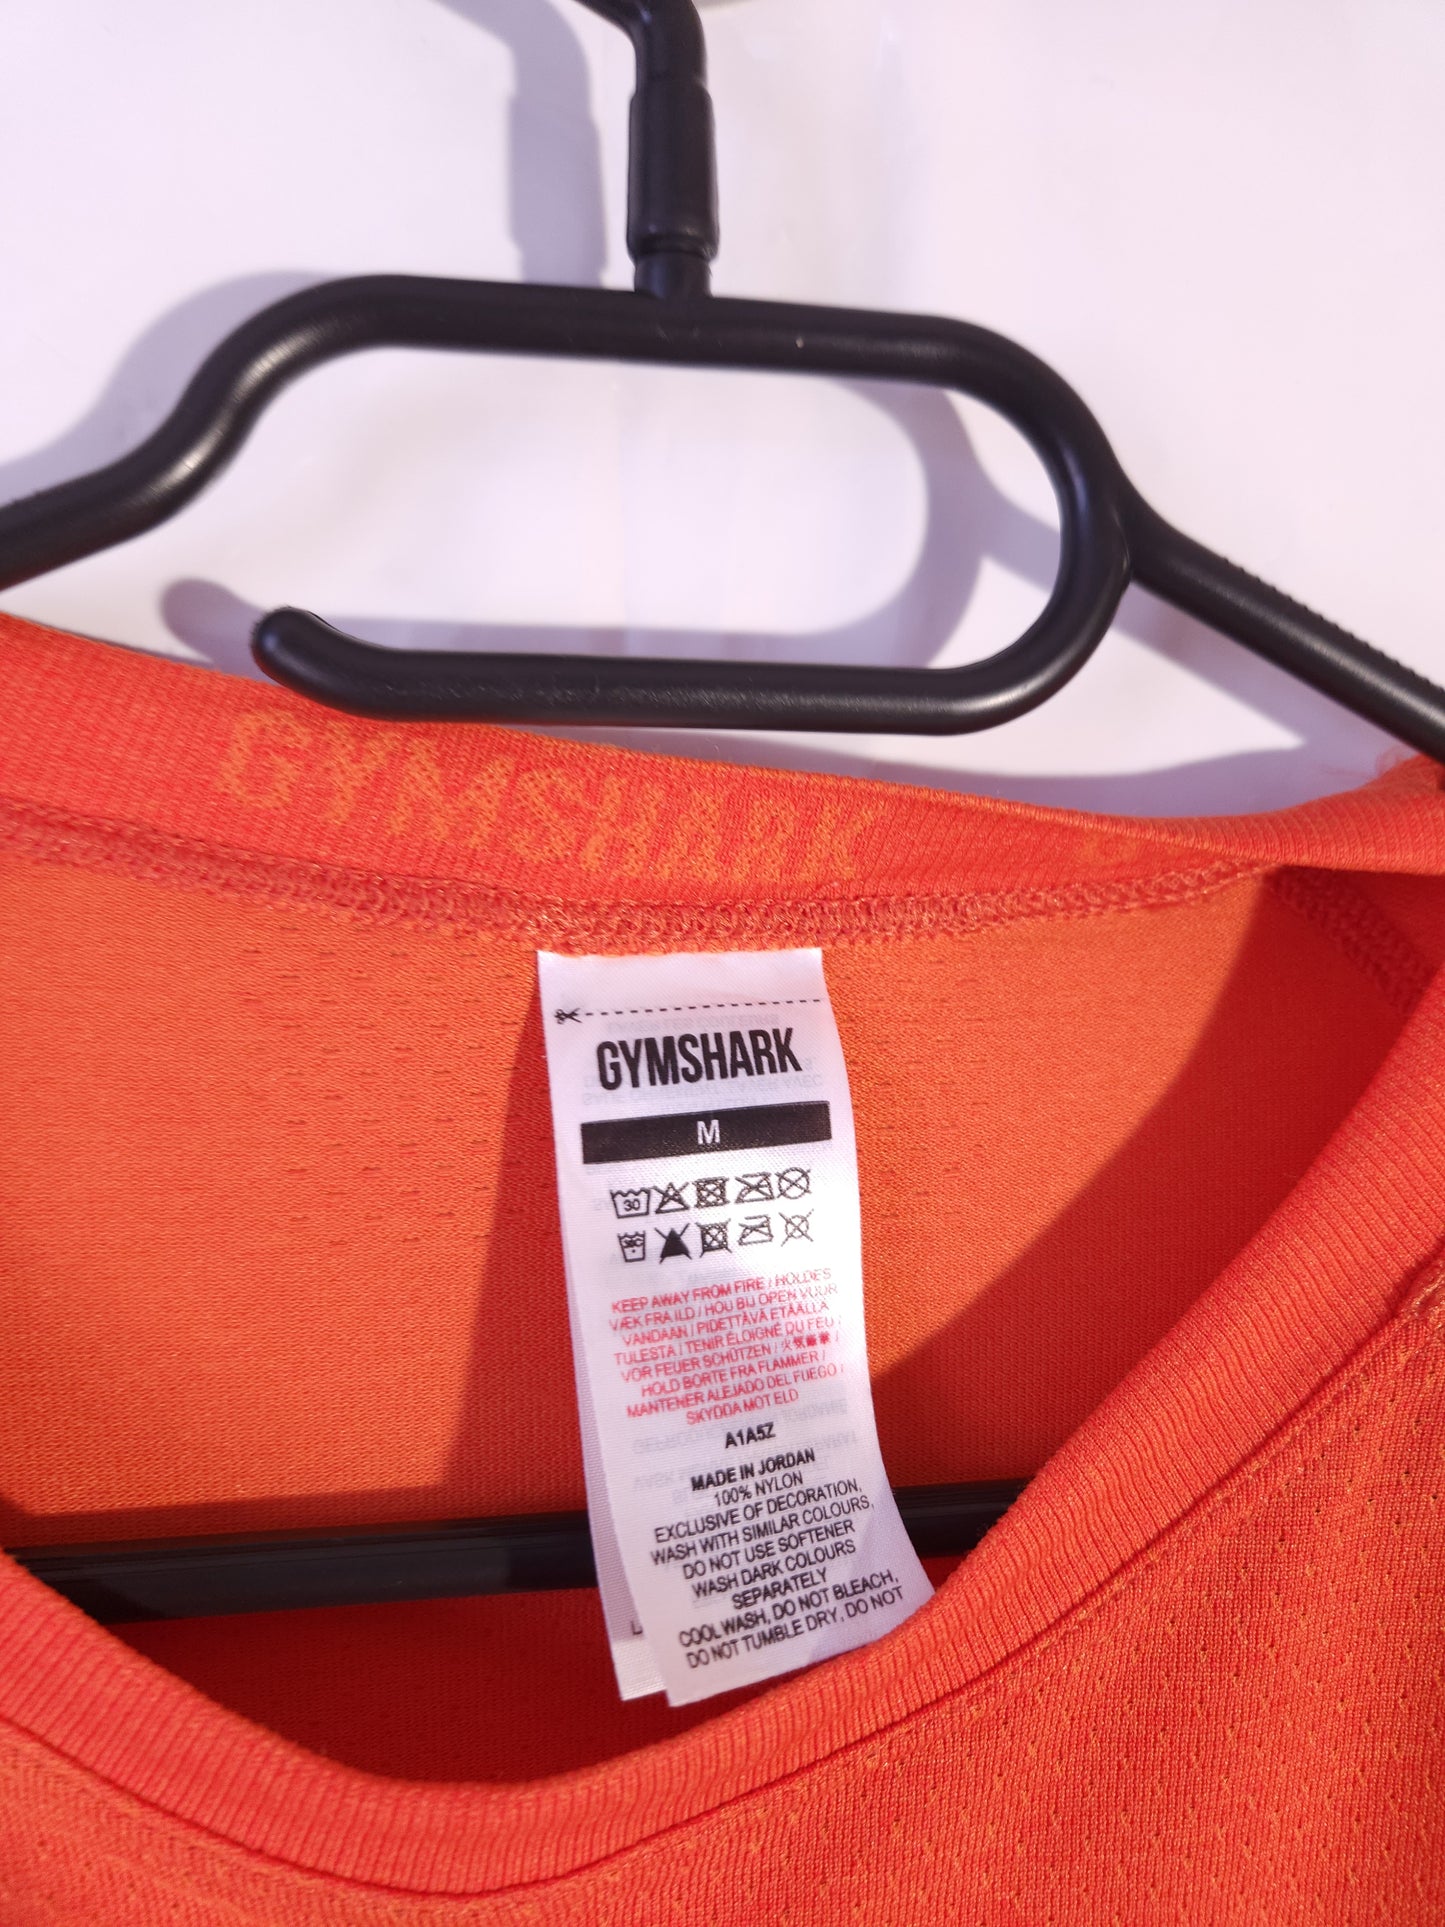 GYMSHARK
GYMSHARK
M
30
KEEP AWAY FROM FIRE / HOLDES
VÆK FRA ILD / HOU BIJ OPEN VUUR
VANDAAN / PIDETTÄVÄ ETÄÄLLÄ
TULESTA / TENIR ÉLOIGNÉ DU FEU /
VOR FEUER SCHÜTZEN /
HOLD BORTE FRA FLAMMER /
MANTENER ALEJADO DEL FUEGO /
SKYDDA MOT ELD
A1A5Z
MADE IN JORDAN
100% NYLON
EXCLUSIVE OF DECORATION,
WASH WITH SIMILAR COLOURS,
DO NOT USE SOFTENER
WASH DARK COLOURS
SEPARATELY
COOL WASH, DO NOT BLEACH,
DO NOT TUMBLE DRY, DO NOT